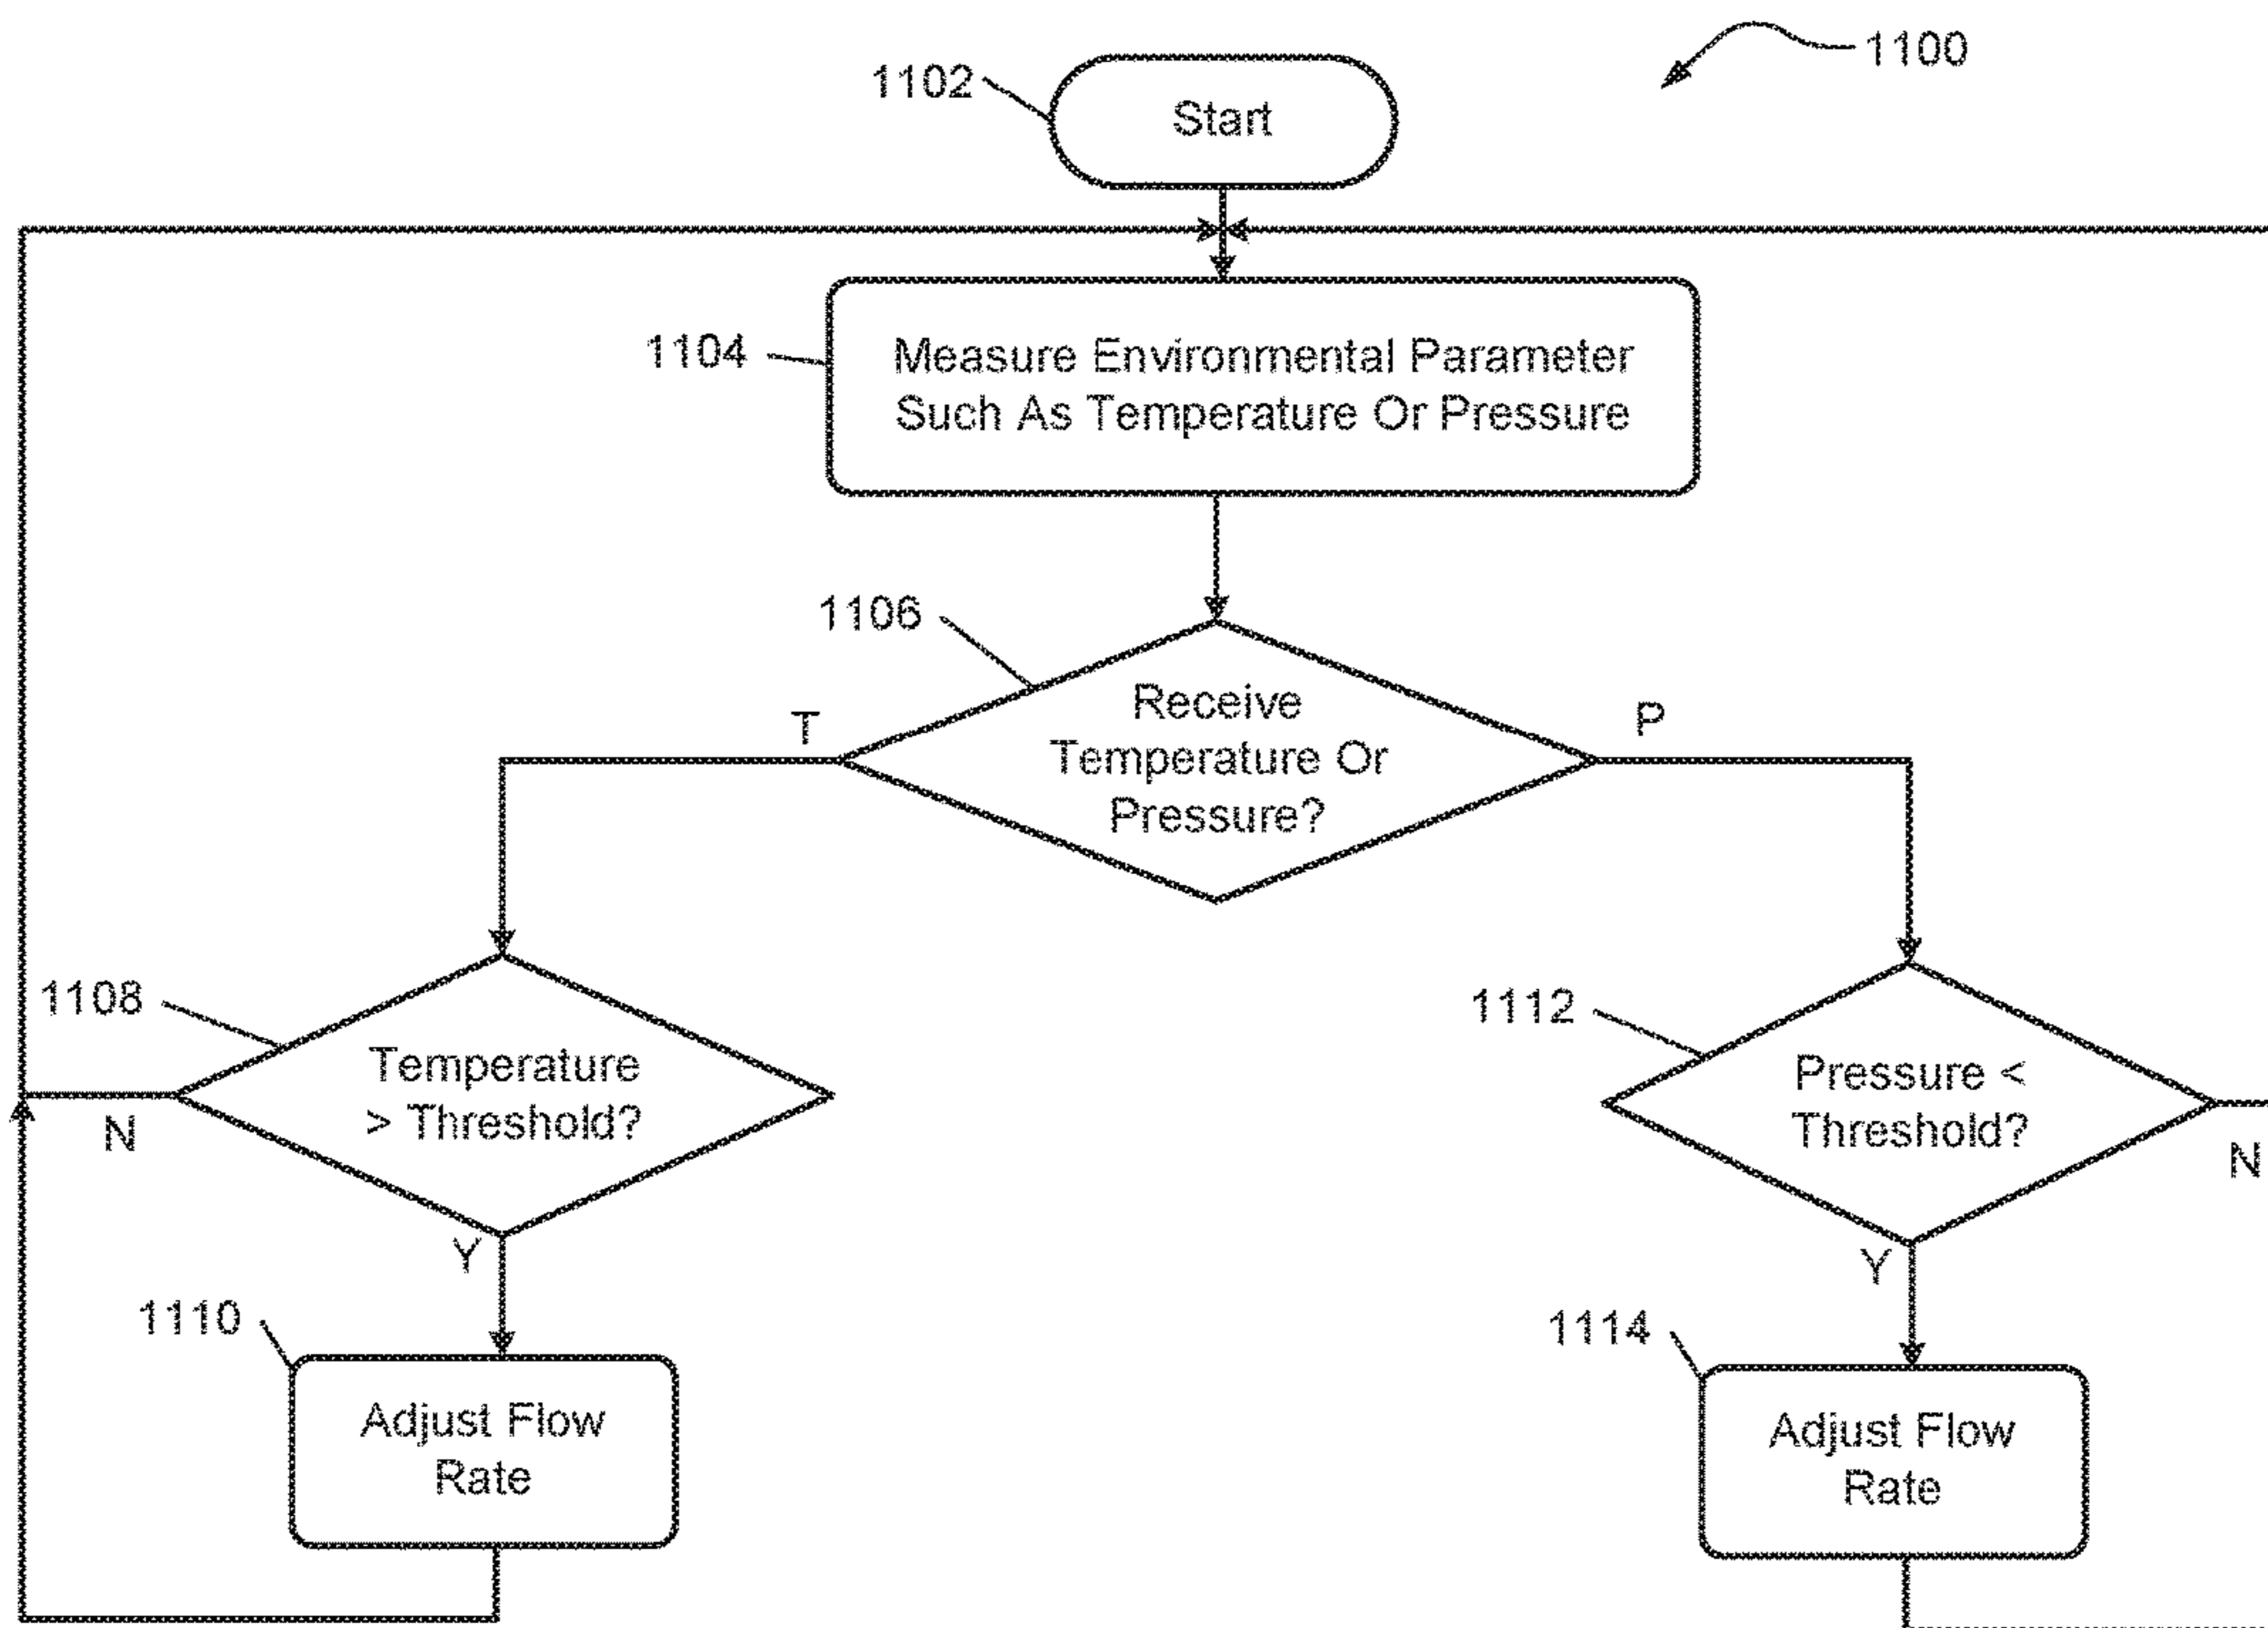 1100
1102
Start
1104
Measure Environmental Parameter
Such As Temperature Or Pressure
1106
Receive
Temperature Or
Pressure?
T
P
1108
Temperature
> Threshold?
N
Y
1112
Pressure <
Threshold?
N
Y
1110
Adjust Flow
Rate
1114
Adjust Flow
Rate